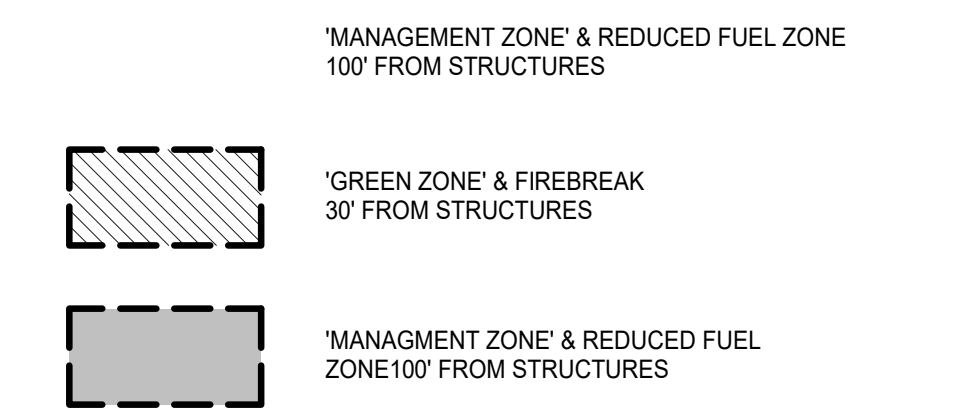 'MANAGEMENT ZONE' & REDUCED FUEL ZONE
100' FROM STRUCTURES
'GREEN ZONE' & FIREBREAK
30' FROM STRUCTURES
'MANAGMENT ZONE' & REDUCED FUEL
ZONE100' FROM STRUCTURES